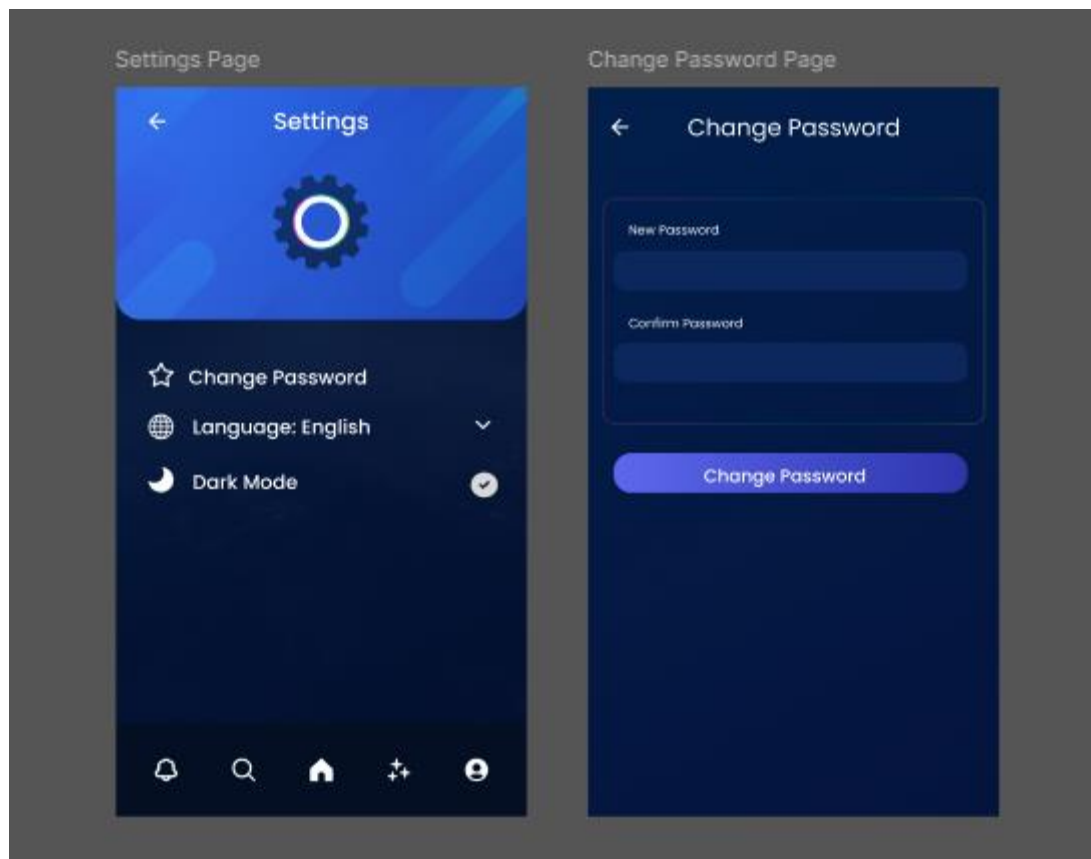 Settings Page
Settings
Change Password
Language: English
Dark Mode
Change Password Page
Change Password
New Password
Confirm Password
Change Password